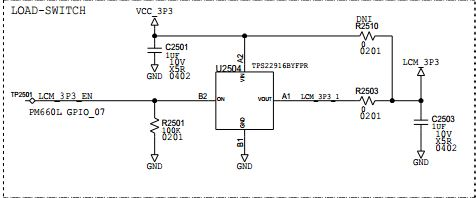 LOAD-SWITCH
VCC_3P3
DNI
R2510
0
0201
C2501
1UF
10V
X5R
0402
GND
A2
VIN
U2504
TPS22916BYFPR
LCM_3P3
TP2501
LCM_3P3_EN
B2
ON
VOUT
A1
LCM_3P3_1
R2503
0
0201
PM660L GPIO_07
R2501
100K
0201
GND
GND
B1
GND
C2503
1UF
10V
X5R
0402
GND